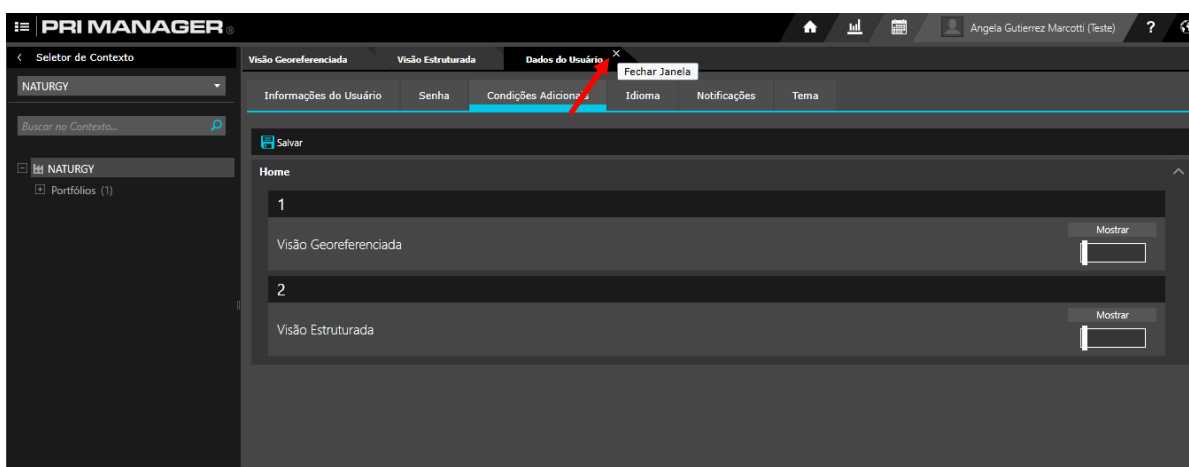 PRI MANAGER®
Angela Gutierrez Marcotti (Teste)
?
Seletor de Contexto
Visão Georeferenciada
Visão Estruturada
Dados do Usuário
Fechar Janela
NATURGY
Informações do Usuário
Senha
Condições Adicionais
Idioma
Notificações
Tema
Buscar no Contexto...
Salvar
NATURGY
Portfólios (1)
Home
1
Visão Georeferenciada
Mostrar
2
Visão Estruturada
Mostrar